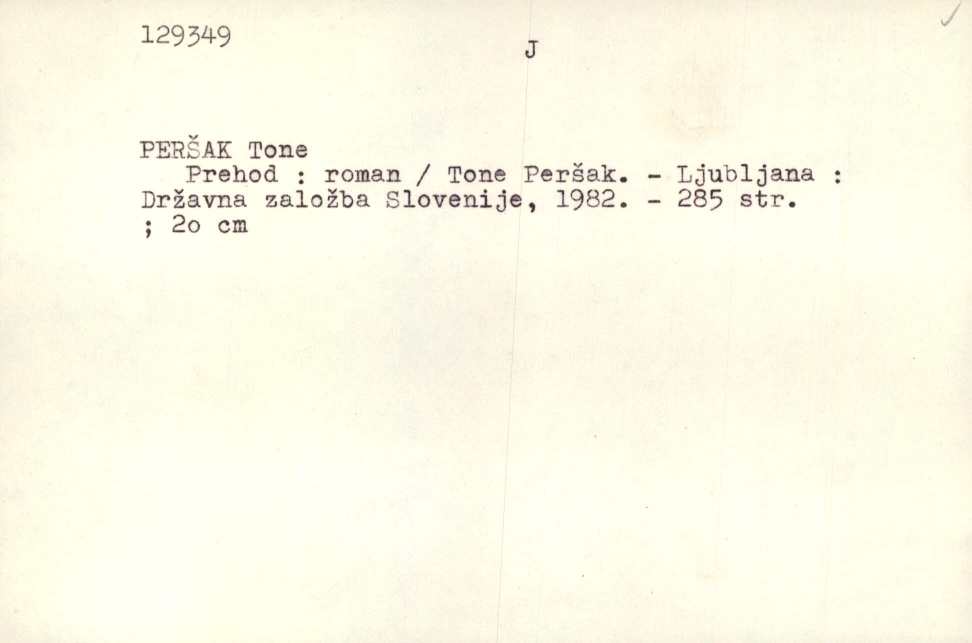 129349
J
PERŠAK Tone
Prehod : roman / Tone Peršak. - Ljubljana :
Državna založba Slovenije, 1982. - 285 str.
; 2o cm